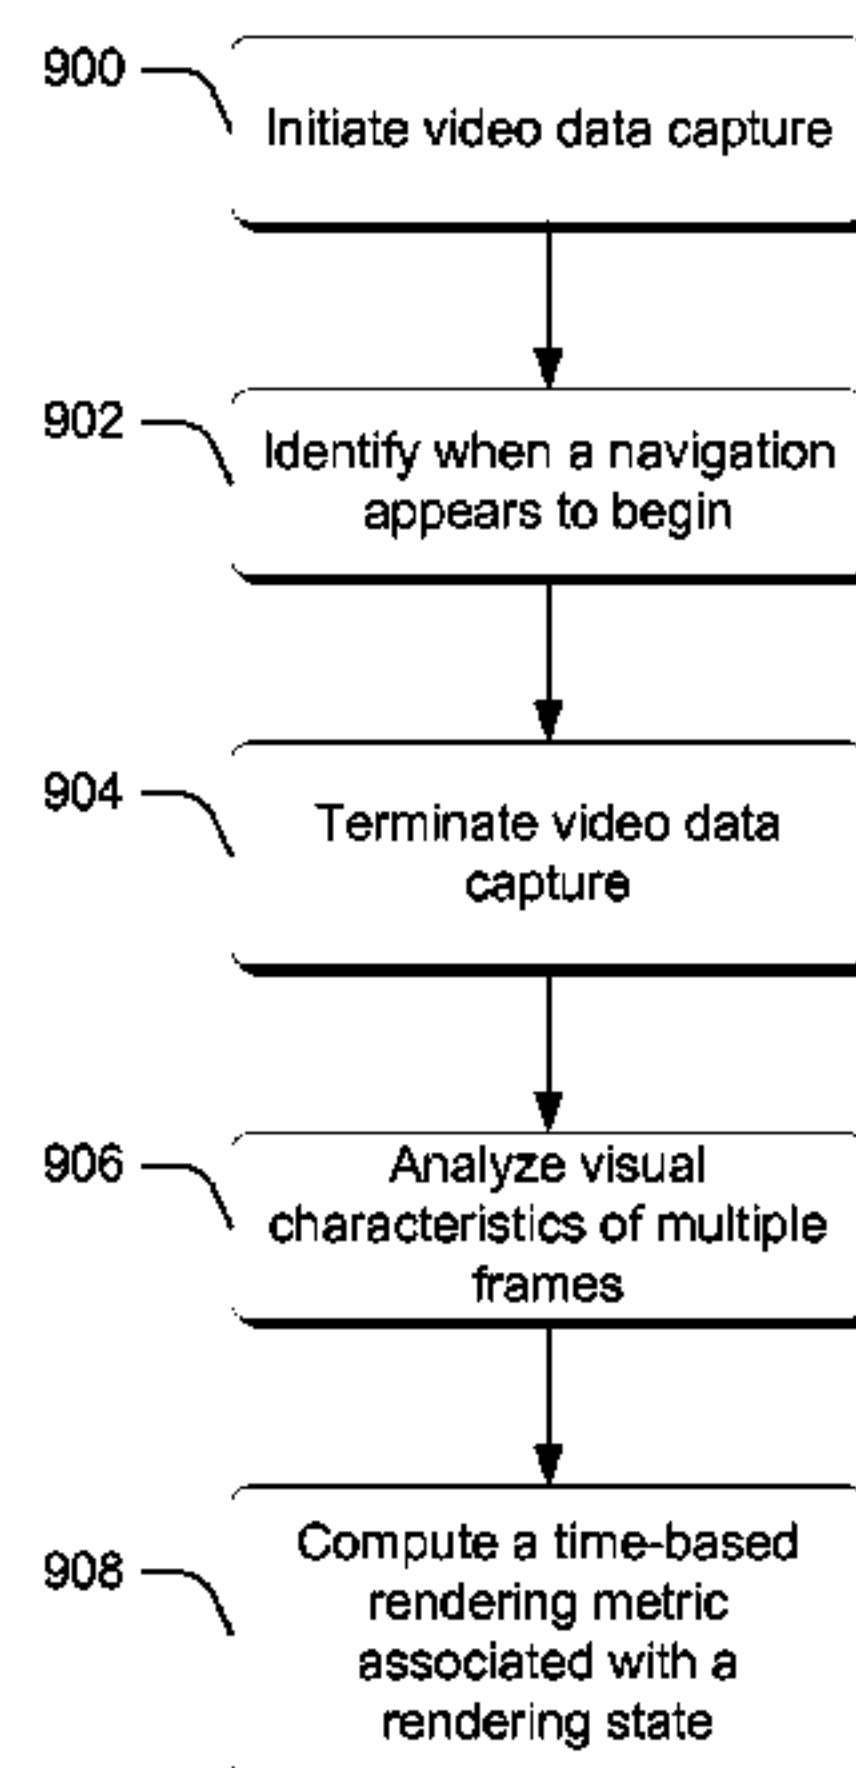 900
Initiate video data capture
902
Identify when a navigation
appears to begin
904
Terminate video data
capture
906
Analyze visual
characteristics of multiple
frames
908
Compute a time-based
rendering metric
associated with a
rendering state